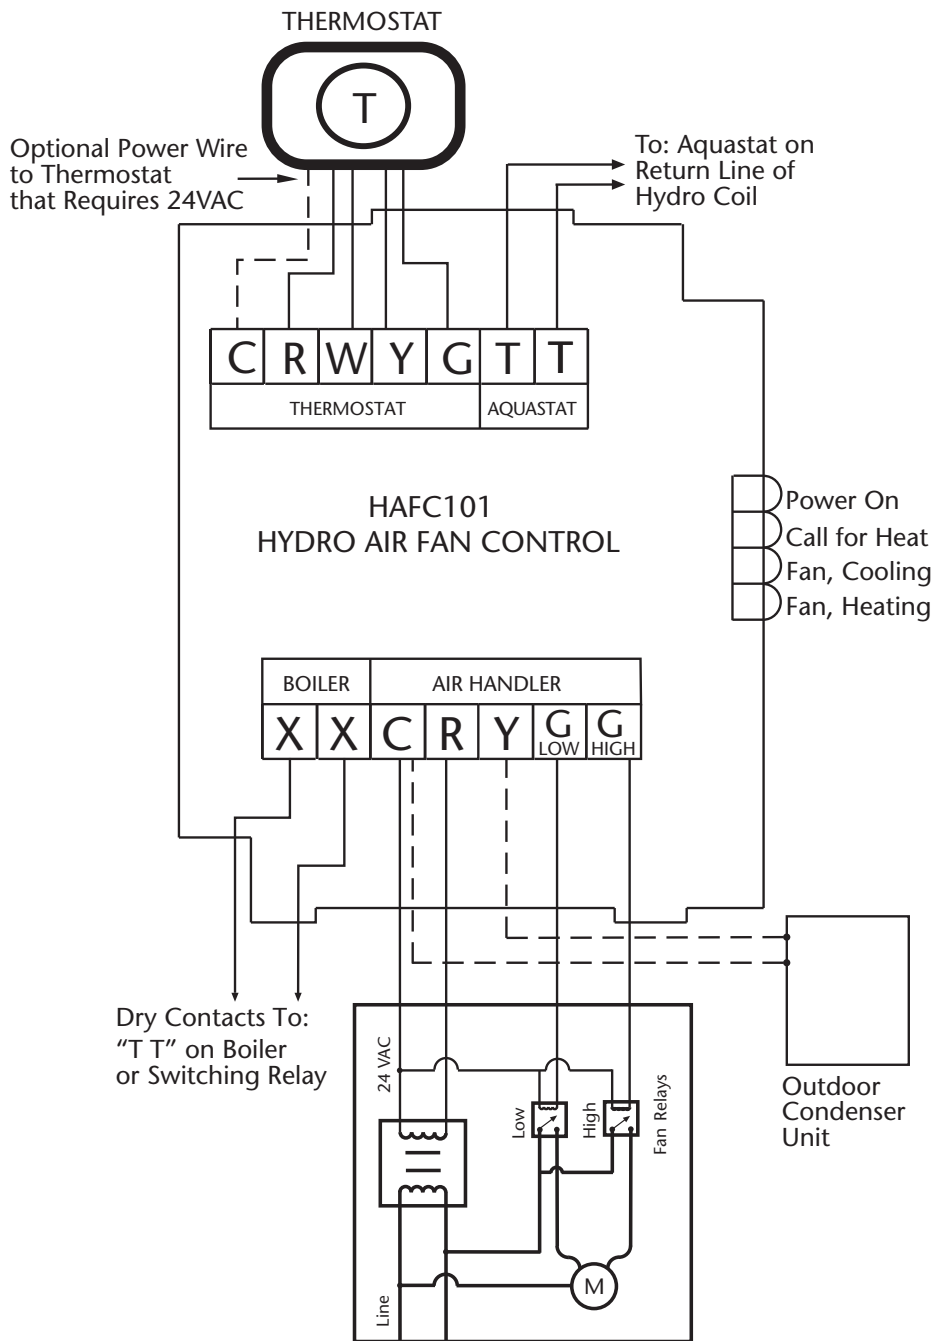 THERMOSTAT
T
Optional Power Wire
to Thermostat
that Requires 24VAC
To: Aquastat on
Return Line of
Hydro Coil
C R W Y G T T
THERMOSTAT AQUASTAT
HAFC101
HYDRO AIR FAN CONTROL
Power On
Call for Heat
Fan, Cooling
Fan, Heating
BOILER AIR HANDLER
X X C R Y G G
LOW HIGH
Dry Contacts To:
“T T” on Boiler
or Switching Relay
24 VAC
Low
High
Fan Relays
Outdoor
Condenser
Unit
Line
M